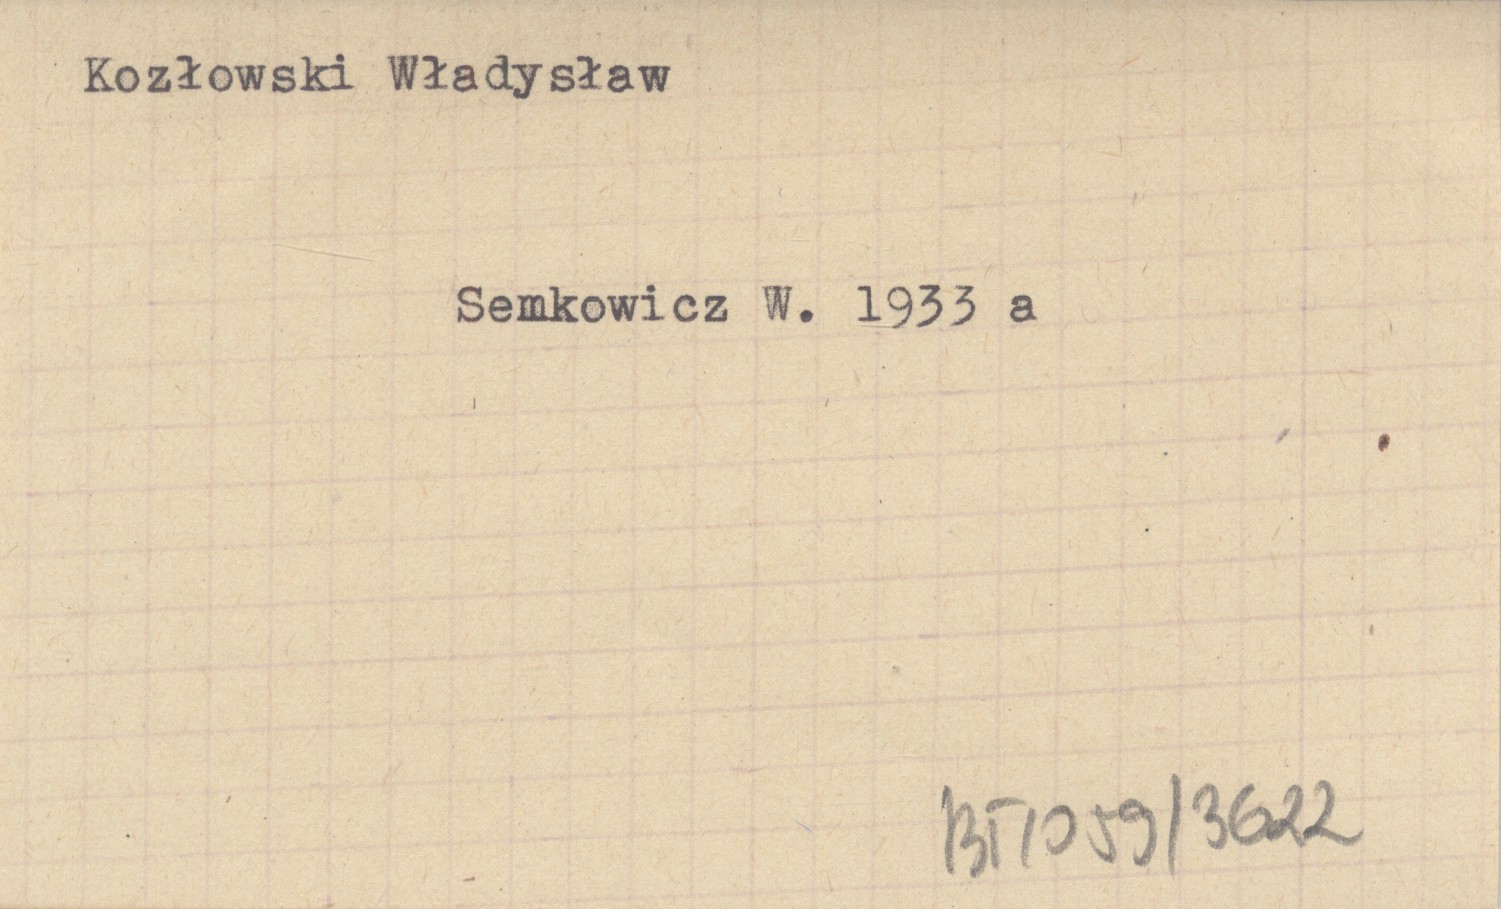 Kozłowski Władysław
Semkowicz W. 1933 a
BT1059/3622